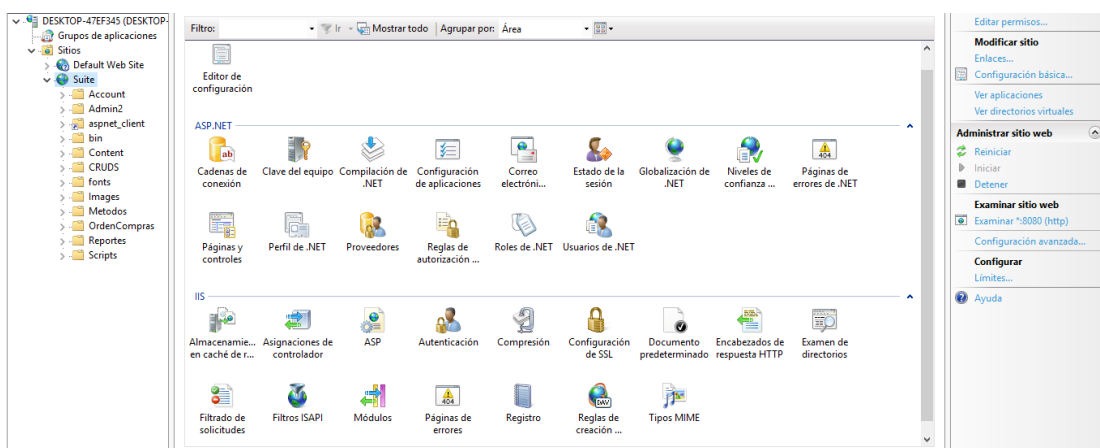 DESKTOP-47EF345 (DESKTOP-
Grupos de aplicaciones
Sitios
Default Web Site
Suite
Account
Admin2
aspnet_client
bin
Content
CRUDS
fonts
Images
Metodos
OrdenCompras
Reportes
Scripts
Filtro: Ir Mostrar todo Agrupar por: Área
Editor de
configuración
ASP.NET
Cadenas de Clave del equipo Compilación de Configuración Correo Estado de la Globalización de Niveles de Páginas de
conexión .NET de aplicaciones electróni... sesión .NET confianza ... errores de .NET
Páginas y Perfil de .NET Proveedores Reglas de Roles de .NET Usuarios de .NET
controles autorización ...
IIS
Almacenamie... Asignaciones de ASP Autenticación Compresión Configuración Documento Encabezados de Examen de
en caché de r... controlador de SSL predeterminado respuesta HTTP directorios
Filtrado de Filtros ISAPI Módulos Páginas de Registro Reglas de Tipos MIME
solicitudes errores creación ...
Editar permisos...
Modificar sitio
Enlaces...
Configuración básica...
Ver aplicaciones
Ver directorios virtuales
Administrar sitio web
Reiniciar
Iniciar
Detener
Examinar sitio web
Examinar *:8080 (http)
Configuración avanzada...
Configurar
Límites...
Ayuda